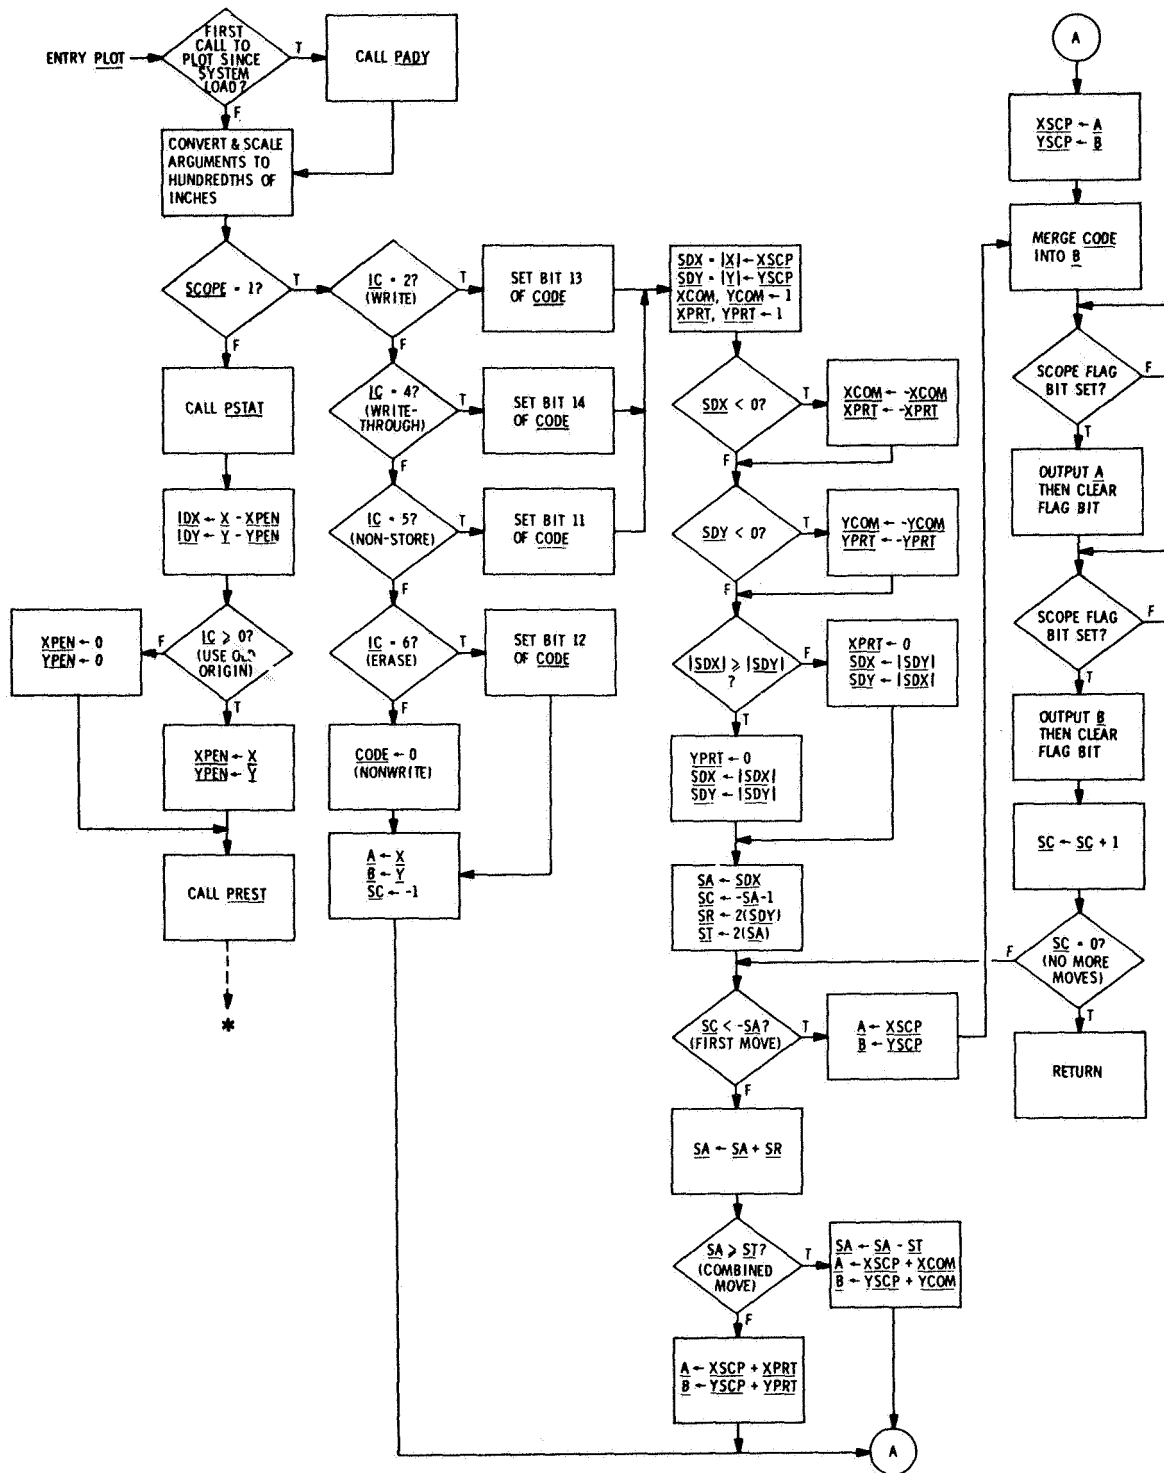 ENTRY PLOT
FIRST
CALL TO
PLOT SINCE
SYSTEM
LOAD?
T
F
CALL PADY
CONVERT & SCALE
ARGUMENTS TO
HUNDREDTHS OF
INCHES
SCOPE = 1?
T
F
CALL PSTAT
IDX ← X - XPEN
IDY ← Y - YPEN
IC ⩾ 0?
(USE OLD
ORIGIN)
F
T
XPEN ← 0
YPEN ← 0
XPEN ← X
YPEN ← Y
CALL PREST
*
IC = 2?
(WRITE)
T
F
SET BIT 13
OF CODE
IC = 4?
(WRITE-
THROUGH)
T
F
SET BIT 14
OF CODE
IC = 5?
(NON-STORE)
T
F
SET BIT 11
OF CODE
IC = 6?
(ERASE)
T
F
SET BIT 12
OF CODE
CODE ← 0
(NONWRITE)
A ← X
B ← Y
SC ← -1
SDX = |X| ← XSCP
SDY = |Y| ← YSCP
XCOM, YCOM ← 1
XPRT, YPRT ← 1
SDX < 0?
T
F
XCOM ← -XCOM
XPRT ← -XPRT
SDY < 0?
T
F
YCOM ← -YCOM
YPRT ← -YPRT
|SDX| ⩾ |SDY|
?
F
T
XPRT ← 0
SDX ← |SDY|
SDY ← |SDX|
YPRT ← 0
SDX ← |SDX|
SDY ← |SDY|
SA ← SDX
SC ← -SA-1
SR ← 2(SDY)
ST ← 2(SA)
SC < -SA?
(FIRST MOVE)
T
F
A ← XSCP
B ← YSCP
SA ← SA + SR
SA ⩾ ST?
(COMBINED
MOVE)
T
F
SA ← SA - ST
A ← XSCP + XCOM
B ← YSCP + YCOM
A ← XSCP + XPRT
B ← YSCP + YPRT
A
A
XSCP ← A
YSCP ← B
MERGE CODE
INTO B
SCOPE FLAG
BIT SET?
F
T
OUTPUT A
THEN CLEAR
FLAG BIT
SCOPE FLAG
BIT SET?
F
T
OUTPUT B
THEN CLEAR
FLAG BIT
SC ← SC + 1
SC = 0?
(NO MORE
MOVES)
F
T
RETURN